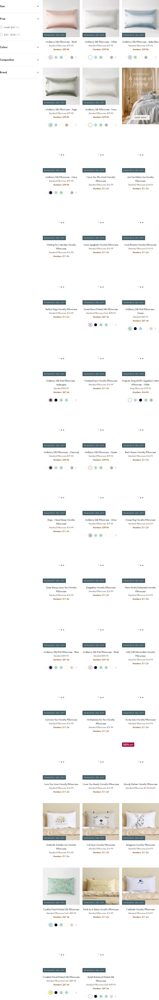 Size
Price
Under $50 (26)
$50 - $100 (17)
Colour
Composition
Brand
REWARDS 25% OFF
REWARDS 25% OFF
REWARDS 25% OFF
Mulberry Silk Pillowcase - Blush
Standard Pillowcase $79.95
Members: $59.96
Mulberry Silk Pillowcase - White
Standard Pillowcase $79.95
Members: $59.96
Mulberry Silk Pillowcase - Baby Blue
Standard Pillowcase $79.95
Members: $59.96
THE FEATURE EDIT
A sense of
feeling
SHOP NOW
REWARDS 25% OFF
REWARDS 25% OFF
Mulberry Silk Pillowcase - Sage
Standard Pillowcase $79.95
Members: $59.96
Mulberry Silk Pillowcase - Ivory
Standard Pillowcase $79.95
Members: $59.96
REWARDS 25% OFF
REWARDS 25% OFF
REWARDS 25% OFF
Mulberry Silk Pillowcase - Navy
Standard Pillowcase $79.95
Members: $59.96
I Love You This Much Novelty
Pillowcase
Standard Pillowcase $14.99
Members: $11.24
Are You Kitten Me Novelty
Pillowcase
Standard Pillowcase $14.99
Members: $11.24
REWARDS 25% OFF
REWARDS 25% OFF
REWARDS 25% OFF
Waiting For Caturday Novelty
Pillowcase
Standard Pillowcase $14.99
Members: $11.24
More Spaghetti Novelty Pillowcase
Standard Pillowcase $14.99
Members: $11.24
Mum Blooms Novelty Pillowcase
Standard Pillowcase $14.99
Members: $11.24
REWARDS 25% OFF
REWARDS 25% OFF
REWARDS 25% OFF
Perfect Dogs Novelty Pillowcase
Standard Pillowcase $14.99
Members: $11.24
Sweet Bows Printed Silk Pillowcase
Standard Pillowcase Each $89.95
Members: $67.46
Mulberry Silk Print Pillowcase -
Green
Standard $89.95
Members: $67.46
REWARDS 25% OFF
REWARDS 25% OFF
REWARDS 25% OFF
Mulberry Silk Print Pillowcase -
Aubergine
Standard $89.95
Members: $67.46
Wombat Face Novelty Pillowcase
Standard Pillowcase $14.99
Members: $11.24
Majestic King 600TC Egyptian Cotton
Pillowcase - White
King Pillowcase $59.95
Members: $44.96
REWARDS 25% OFF
REWARDS 25% OFF
REWARDS 25% OFF
Mulberry Silk Pillowcase - Charcoal
Standard Pillowcase $79.95
Members: $59.96
Mulberry Silk Pillowcase - Oyster
Standard Pillowcase $79.95
Members: $59.96
Bee's Knees Novelty Pillowcase
Standard Pillowcase $14.99
Members: $11.24
REWARDS 25% OFF
REWARDS 25% OFF
REWARDS 25% OFF
Dogs - Need Sleep Novelty
Pillowcase
Standard Pillowcase $14.99
Members: $11.24
Mulberry Silk Pillowcase - Silver
Standard Pillowcase $79.95
Members: $59.96
Group Pug Novelty Pillowcase
Standard Pillowcase $14.99
Members: $11.24
REWARDS 25% OFF
REWARDS 25% OFF
REWARDS 25% OFF
Some Bunny Loves You Novelty
Pillowcase
Standard Pillowcase $14.99
Members: $11.24
Kangaboo Novelty Pillowcase
Standard Pillowcase $14.99
Members: $11.24
Paws-itively Exhausted Novelty
Pillowcase
Standard Pillowcase $14.99
Members: $11.24
REWARDS 25% OFF
REWARDS 25% OFF
REWARDS 25% OFF
Mulberry Silk Print Pillowcase - Blue
Standard $89.95
Members: $67.46
Mulberry Silk Print Pillowcase - Blush
Standard $89.95
Members: $67.46
MR/MRS Reversible Novelty
Pillowcase
Standard Pillowcase $14.99
Members: $11.24
REWARDS 25% OFF
REWARDS 25% OFF
REWARDS 25% OFF
Cat Love You Novelty Pillowcase
Standard Pillowcase $14.99
Members: $11.24
I'm Bananas For You Novelty
Pillowcase
Standard Pillowcase $14.99
Members: $11.24
To-ma-toes Novelty Pillowcase
Standard Pillowcase $14.99
Members: $11.24
50% OFF
REWARDS 25% OFF
REWARDS 25% OFF
Love You Mum Novelty Pillowcase
Standard Pillowcase $14.99
Members: $11.24
I Love You Deerly Novelty Pillowcase
Standard Pillowcase $14.99
Members: $11.24
Howdy Partner Novelty Pillowcase
Standard Pillowcase $7.50 $14.99
REWARDS 25% OFF
REWARDS 25% OFF
REWARDS 25% OFF
Gotta Be Echidna Me Novelty
Pillowcase
Standard Pillowcase $14.99
Members: $11.24
Cat Face Novelty Pillowcase
Standard Pillowcase $14.99
Members: $11.24
Kangaroo Novelty Pillowcase
Standard Pillowcase $14.99
Members: $11.24
REWARDS 25% OFF
REWARDS 25% OFF
REWARDS 25% OFF
Cynthia Floral Printed Silk Pillowcase
Standard Pillowcase Each $89.95
Members: $67.46
Fresh As A Daisy Novelty Pillowcase
Standard Pillowcase $14.99
Members: $11.24
Cattitude Novelty Pillowcase
Standard Pillowcase $14.99
Members: $11.24
REWARDS 25% OFF
REWARDS 25% OFF
Cordelia Floral Printed Silk Pillowcase
Standard Pillowcase Each $89.95
Members: $67.46
Kylah Botanical Printed Silk
Pillowcase
Standard Pillowcase Each $89.95
Members: $67.46